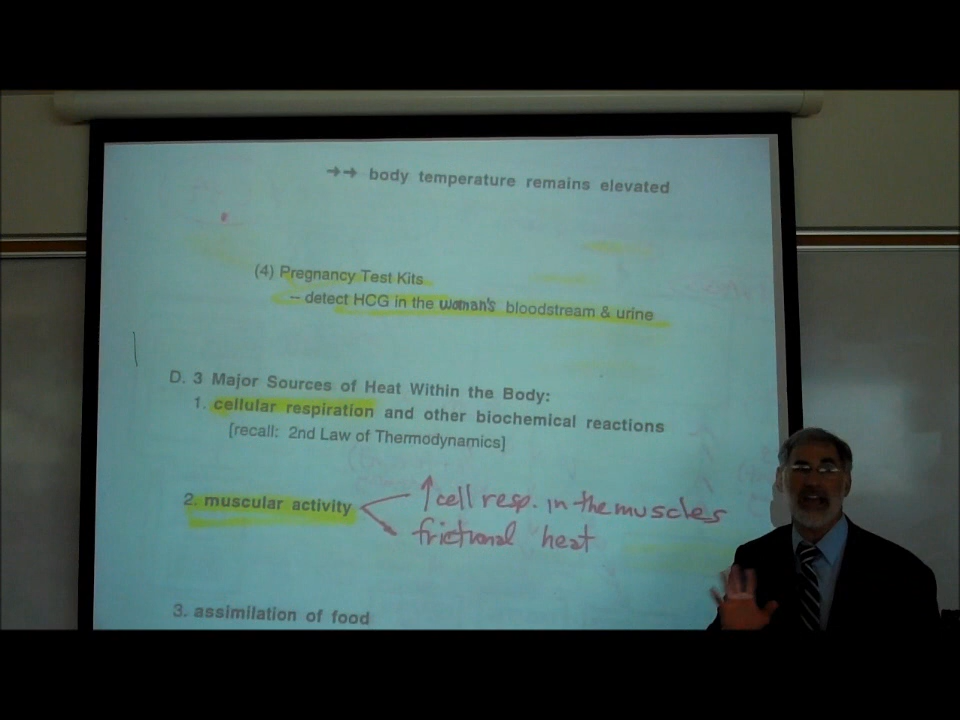 →→ body temperature remains elevated
(4) Pregnancy Test Kits
– detect HCG in the woman's bloodstream & urine
D. 3 Major Sources of Heat Within the Body:
1. cellular respiration and other biochemical reactions
[recall: 2nd Law of Thermodynamics]
2. muscular activity
↑ cell resp. in the muscles
frictional heat
3. assimilation of food